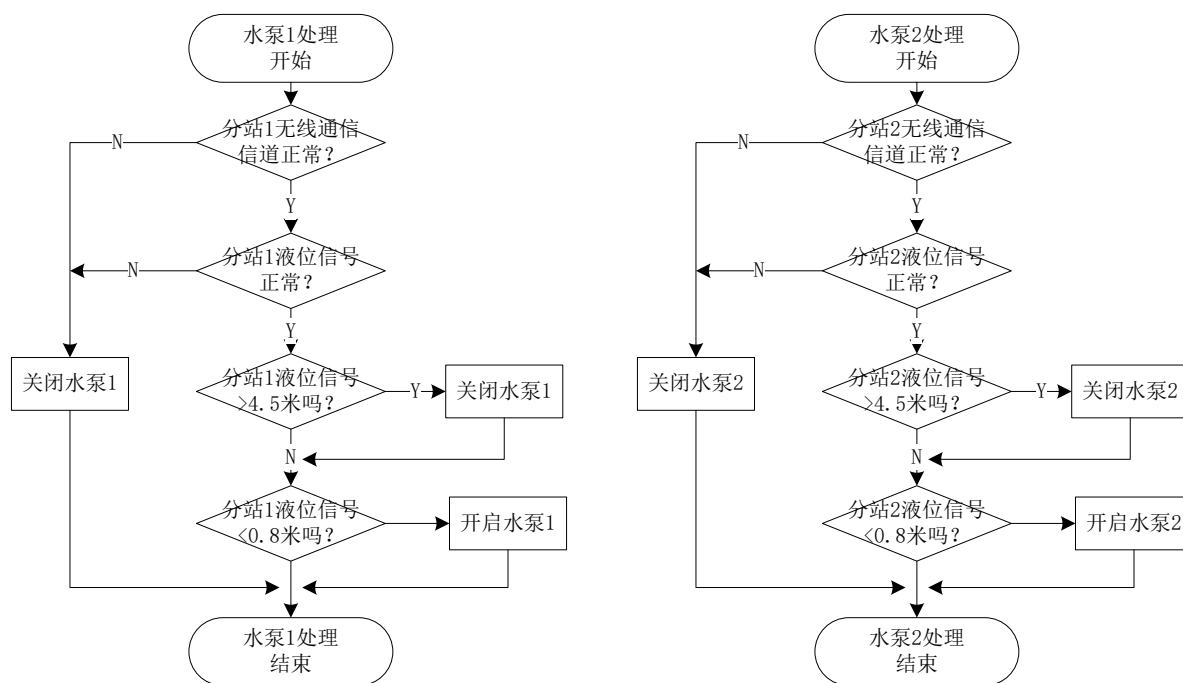 水泵1处理
开始
分站1无线通信
信道正常?
N
Y
分站1液位信号
正常?
N
Y
关闭水泵1
分站1液位信号
>4.5米吗?
Y
关闭水泵1
N
分站1液位信号
<0.8米吗?
开启水泵1
水泵1处理
结束
水泵2处理
开始
分站2无线通信
信道正常?
N
Y
分站2液位信号
正常?
N
Y
关闭水泵2
分站2液位信号
>4.5米吗?
Y
关闭水泵2
N
分站2液位信号
<0.8米吗?
开启水泵2
水泵2处理
结束